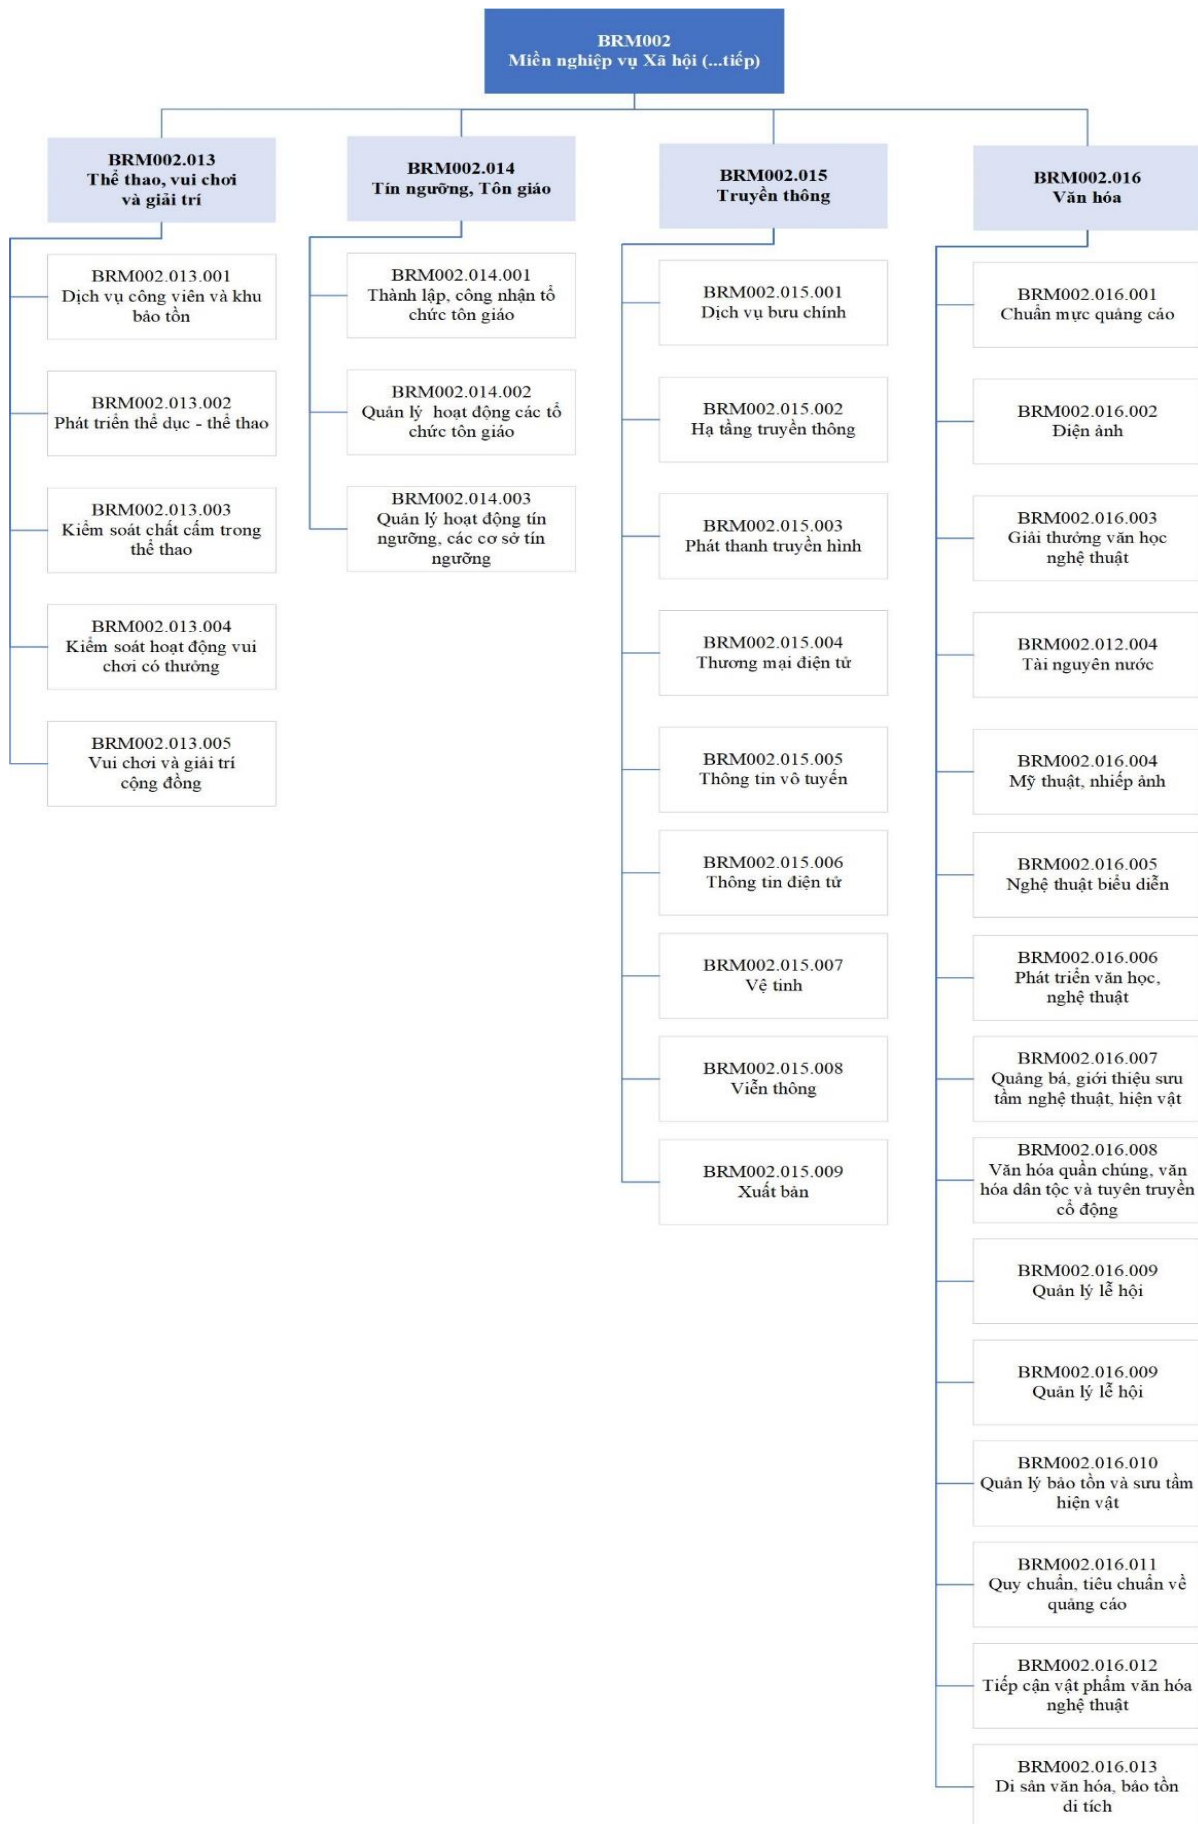 BRM002
Miền nghiệp vụ Xã hội (...tiếp)
BRM002.013
Thể thao, vui chơi
và giải trí
BRM002.013.001
Dịch vụ công viên và khu
bảo tồn
BRM002.013.002
Phát triển thể dục - thể thao
BRM002.013.003
Kiểm soát chất cấm trong
thể thao
BRM002.013.004
Kiểm soát hoạt động vui
chơi có thưởng
BRM002.013.005
Vui chơi và giải trí
cộng đồng
BRM002.014
Tín ngưỡng, Tôn giáo
BRM002.014.001
Thành lập, công nhận tổ
chức tôn giáo
BRM002.014.002
Quản lý hoạt động các tổ
chức tôn giáo
BRM002.014.003
Quản lý hoạt động tín
ngưỡng, các cơ sở tín
ngưỡng
BRM002.015
Truyền thông
BRM002.015.001
Dịch vụ bưu chính
BRM002.015.002
Hạ tầng truyền thông
BRM002.015.003
Phát thanh truyền hình
BRM002.015.004
Thương mại điện tử
BRM002.015.005
Thông tin vô tuyến
BRM002.015.006
Thông tin điện tử
BRM002.015.007
Vệ tinh
BRM002.015.008
Viễn thông
BRM002.015.009
Xuất bản
BRM002.016
Văn hóa
BRM002.016.001
Chuẩn mực quảng cáo
BRM002.016.002
Điện ảnh
BRM002.016.003
Giải thưởng văn học
nghệ thuật
BRM002.012.004
Tài nguyên nước
BRM002.016.004
Mỹ thuật, nhiếp ảnh
BRM002.016.005
Nghệ thuật biểu diễn
BRM002.016.006
Phát triển văn học,
nghệ thuật
BRM002.016.007
Quảng bá, giới thiệu sưu
tầm nghệ thuật, hiện vật
BRM002.016.008
Văn hóa quần chúng, văn
hóa dân tộc và tuyên truyền
cổ động
BRM002.016.009
Quản lý lễ hội
BRM002.016.009
Quản lý lễ hội
BRM002.016.010
Quản lý bảo tồn và sưu tầm
hiện vật
BRM002.016.011
Quy chuẩn, tiêu chuẩn về
quảng cáo
BRM002.016.012
Tiếp cận vật phẩm văn hóa
nghệ thuật
BRM002.016.013
Di sản văn hóa, bảo tồn
di tích